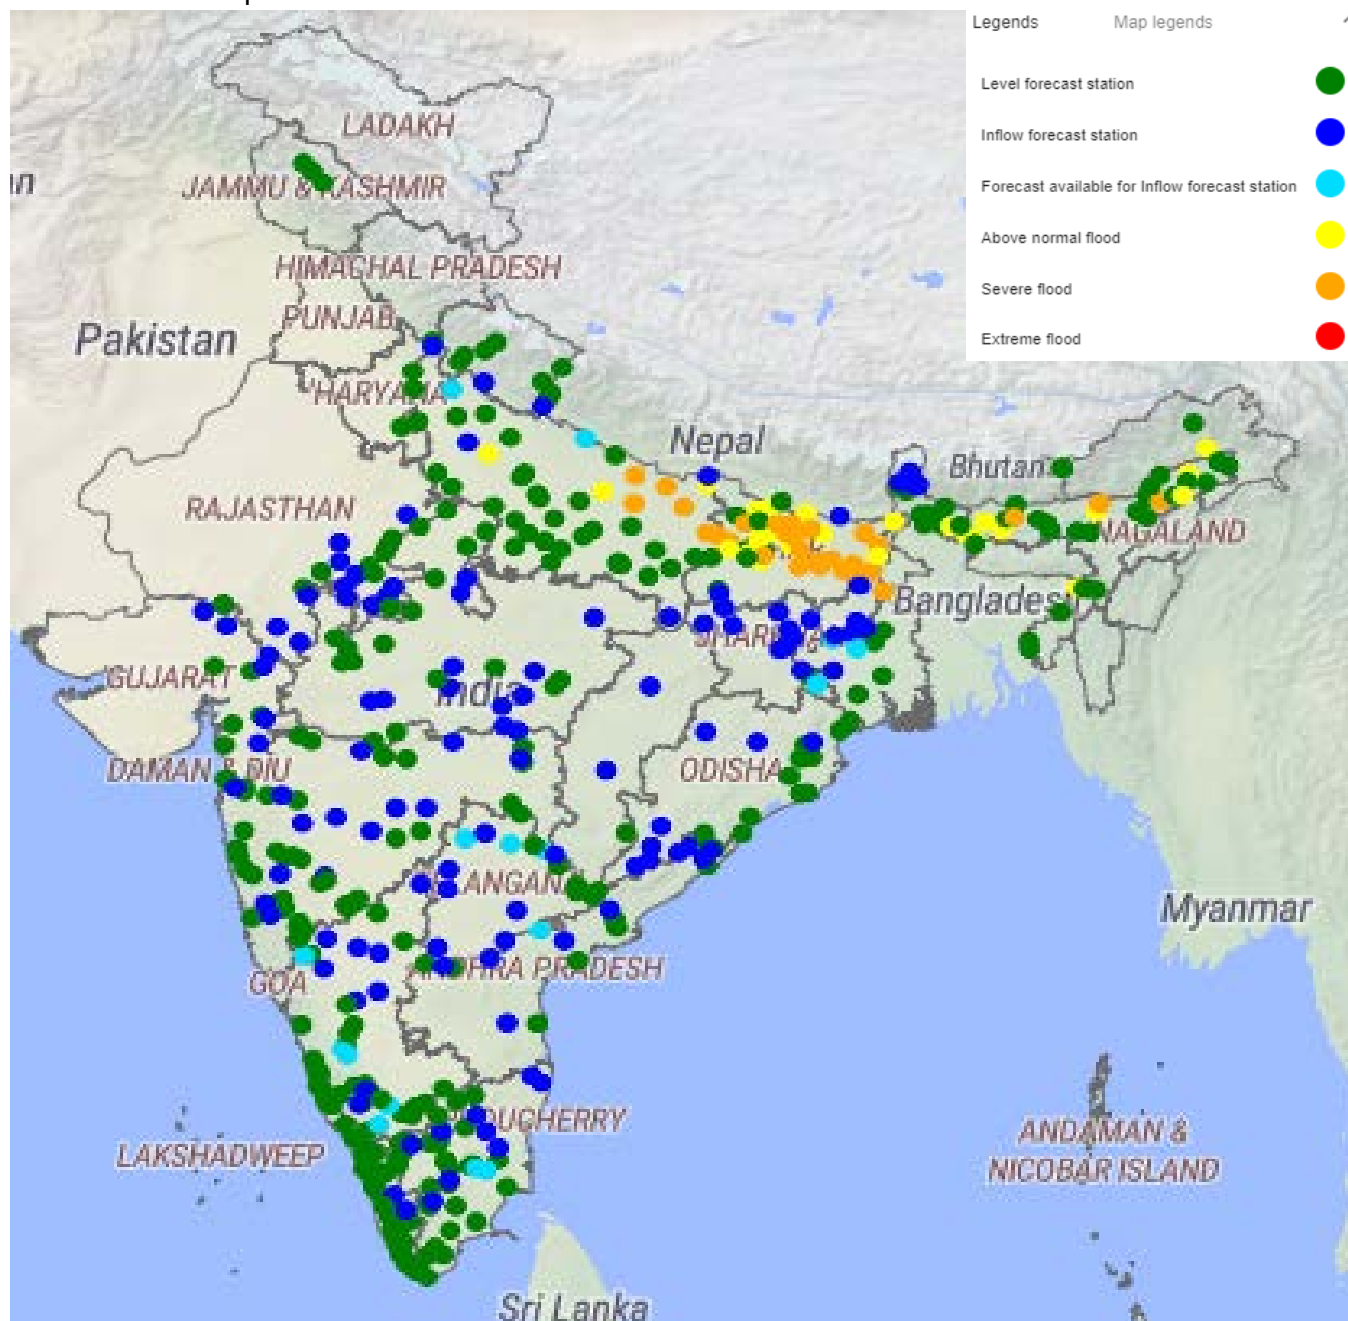 Legends Map legends
Level forecast station
Inflow forecast station
Forecast available for Inflow forecast station
Above normal flood
Severe flood
Extreme flood
LADAKH
JAMMU & KASHMIR
HIMACHAL PRADESH
PUNJAB
Pakistan
HARYANA
Nepal
Bhutan
RAJASTHAN
NAGALAND
Banglades
GUJARAT
India
ODISHA
DAMAN & DIU
Myanmar
GOA
ANDHRA PRADESH
LAKSHADWEEP
ANDAMAN &
NICOBAR ISLAND
Sri Lanka